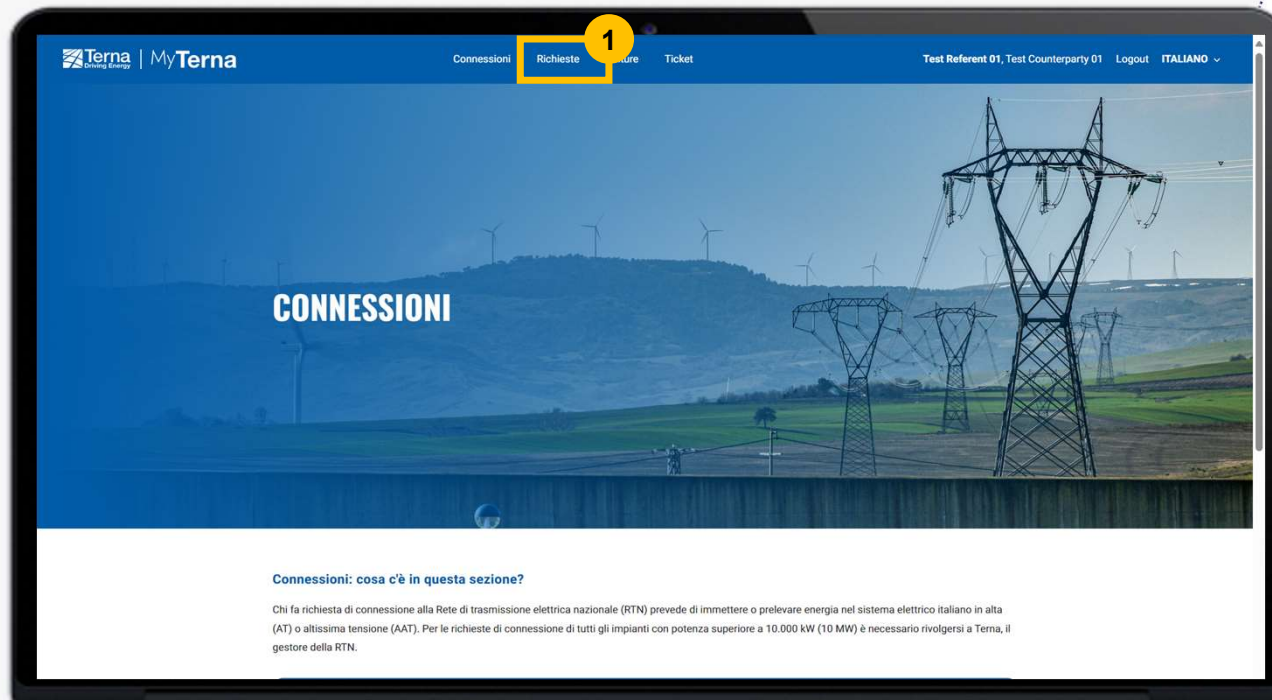 Terna
Driving Energy
MyTerna
Connessioni
Richieste
1
Ticket
Test Referent 01, Test Counterparty 01
Logout
ITALIANO
CONNESSIONI
Connessioni: cosa c'è in questa sezione?
Chi fa richiesta di connessione alla Rete di trasmissione elettrica nazionale (RTN) prevede di immettere o prelevare energia nel sistema elettrico italiano in alta
(AT) o altissima tensione (AAT). Per le richieste di connessione di tutti gli impianti con potenza superiore a 10.000 kW (10 MW) è necessario rivolgersi a Terna, il
gestore della RTN.